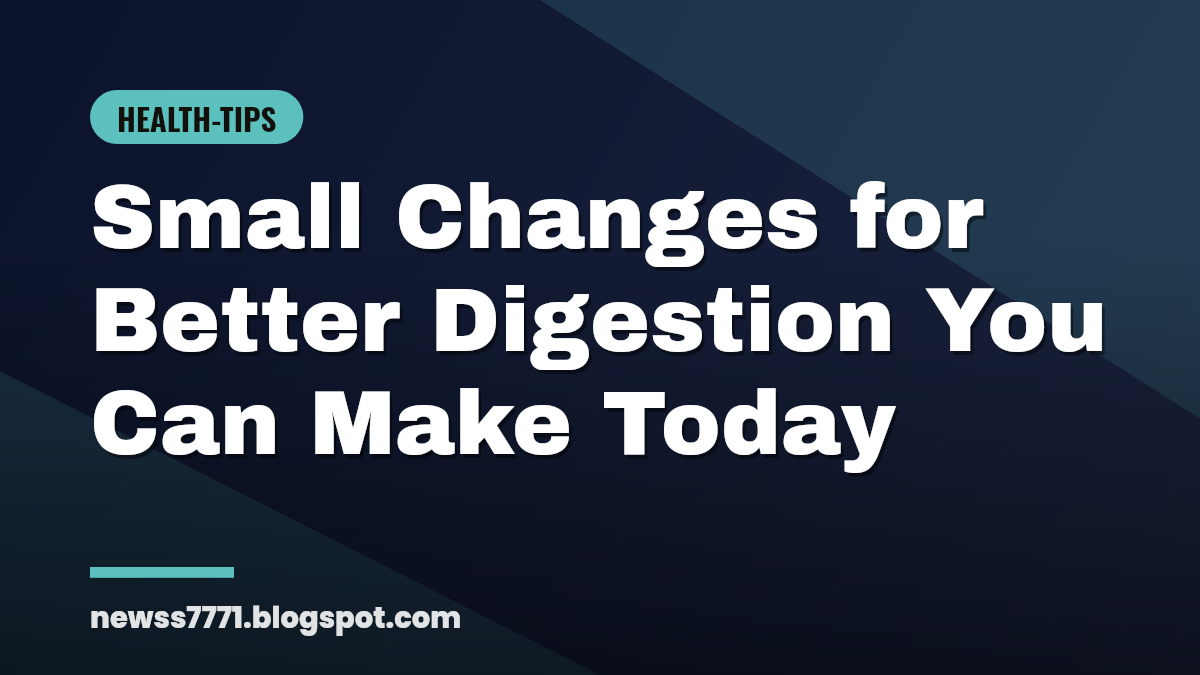 HEALTH-TIPS
Small Changes for
Better Digestion You
Can Make Today
newss7771.blogspot.com